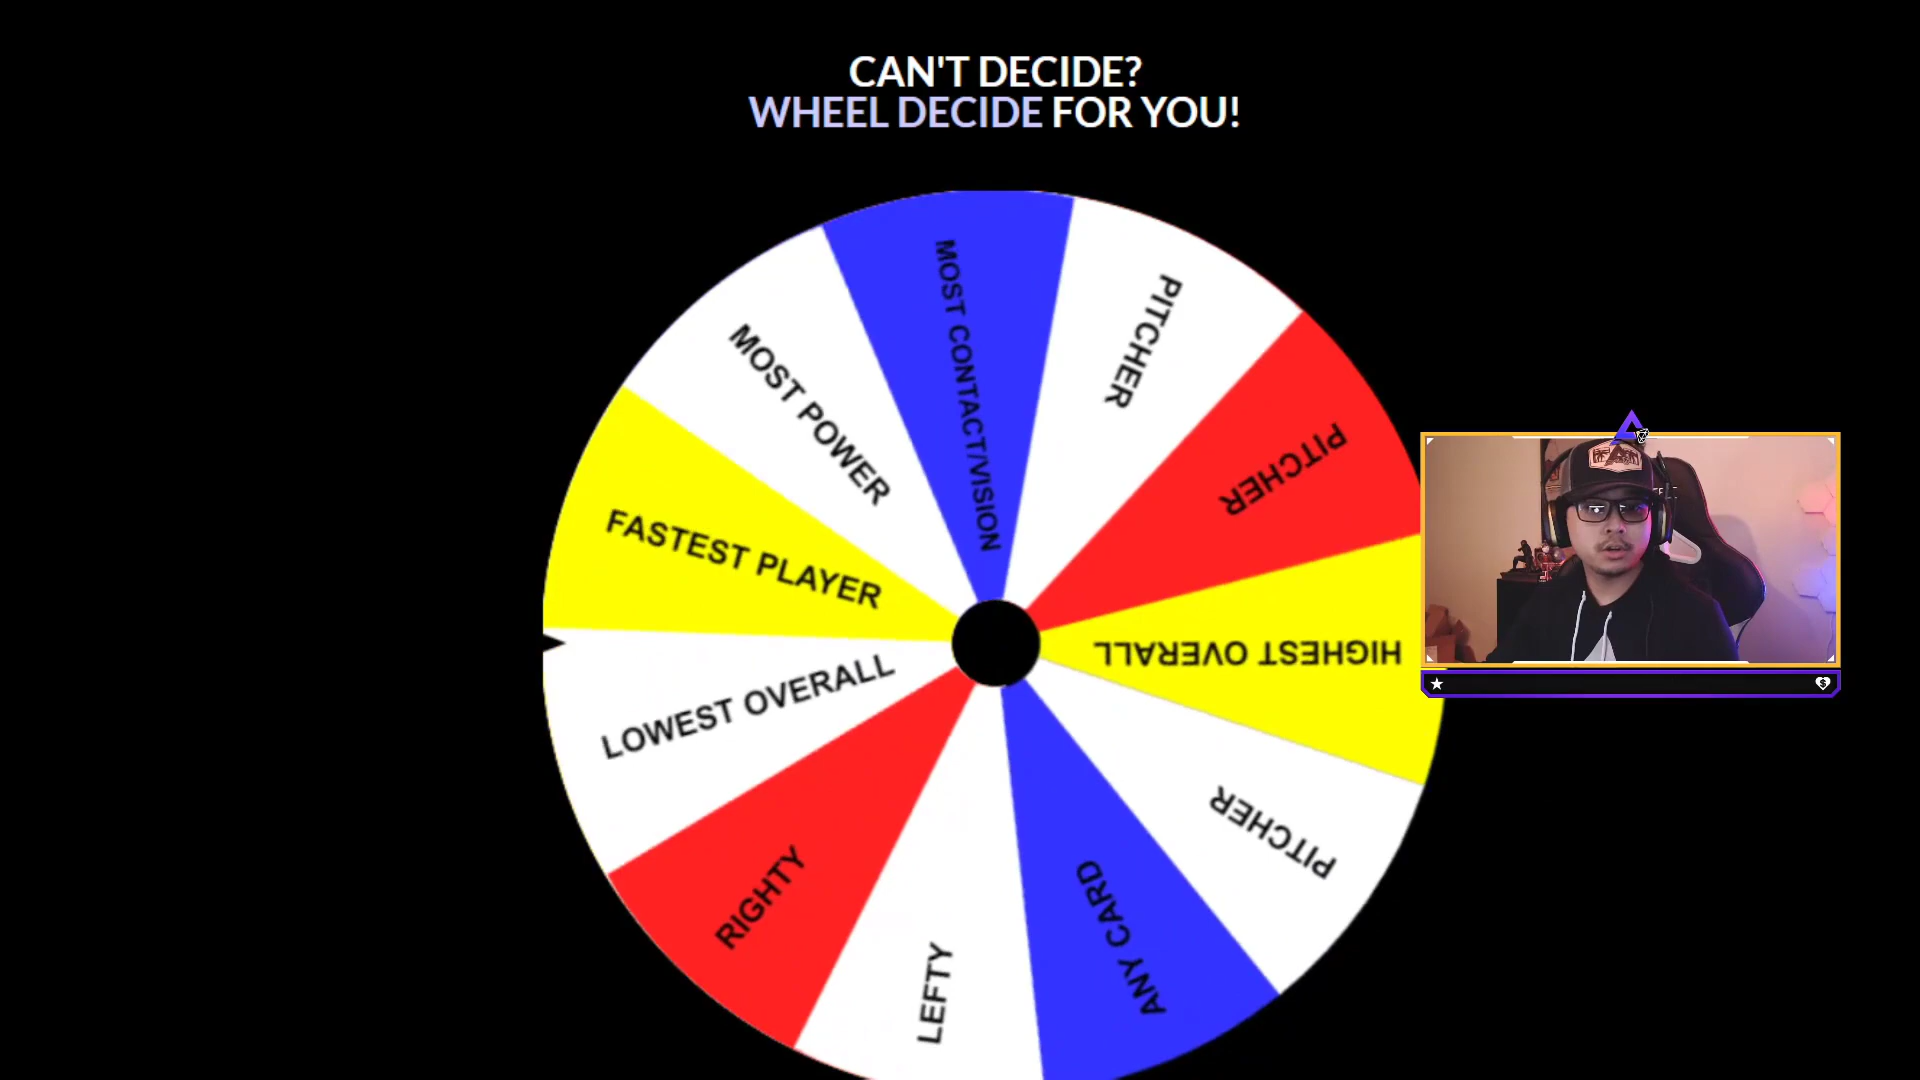 CAN'T DECIDE?
WHEEL DECIDE FOR YOU!
MOST CONTACT/VISION
PITCHER
PITCHER
HIGHEST OVERALL
PITCHER
ANY CARD
LEFTY
RIGHTY
LOWEST OVERALL
FASTEST PLAYER
MOST POWER